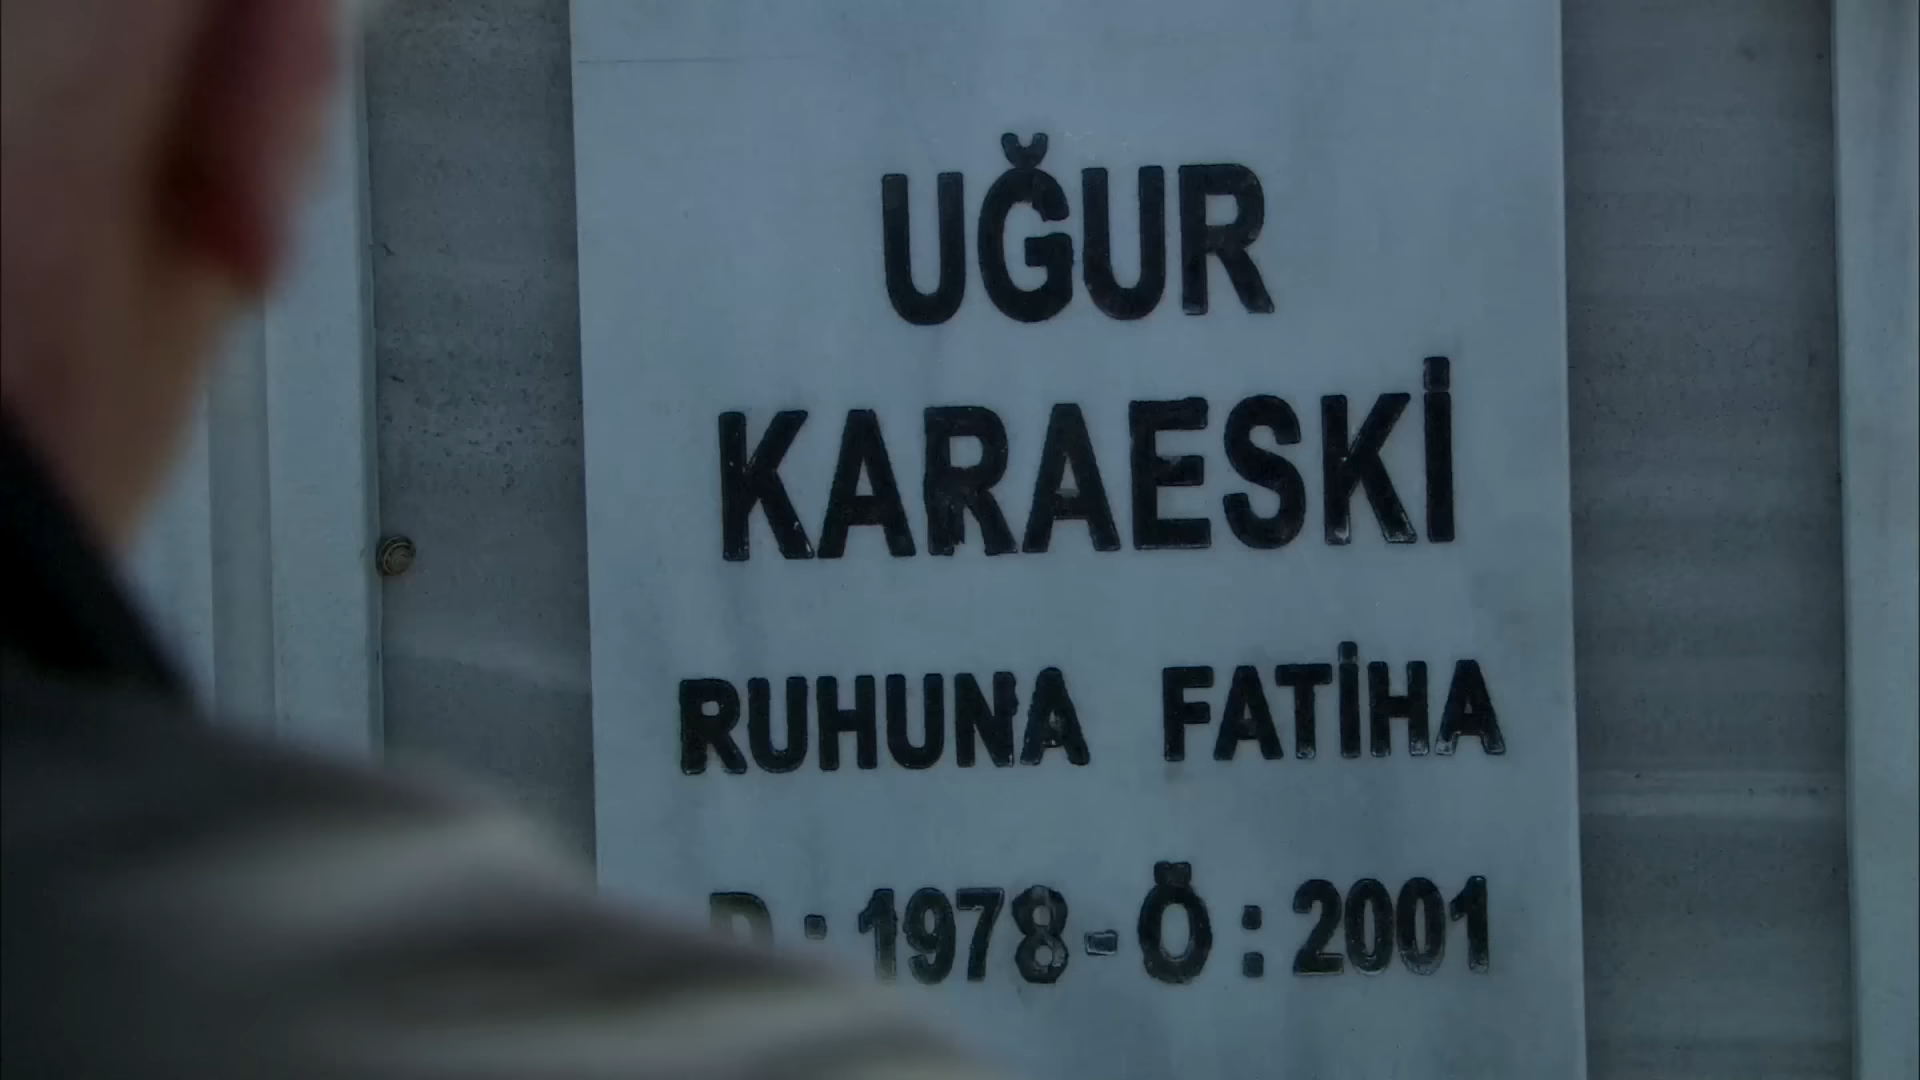 UĞUR
KARAESKİ
RUHUNA FATİHA
D : 1978 - Ö : 2001